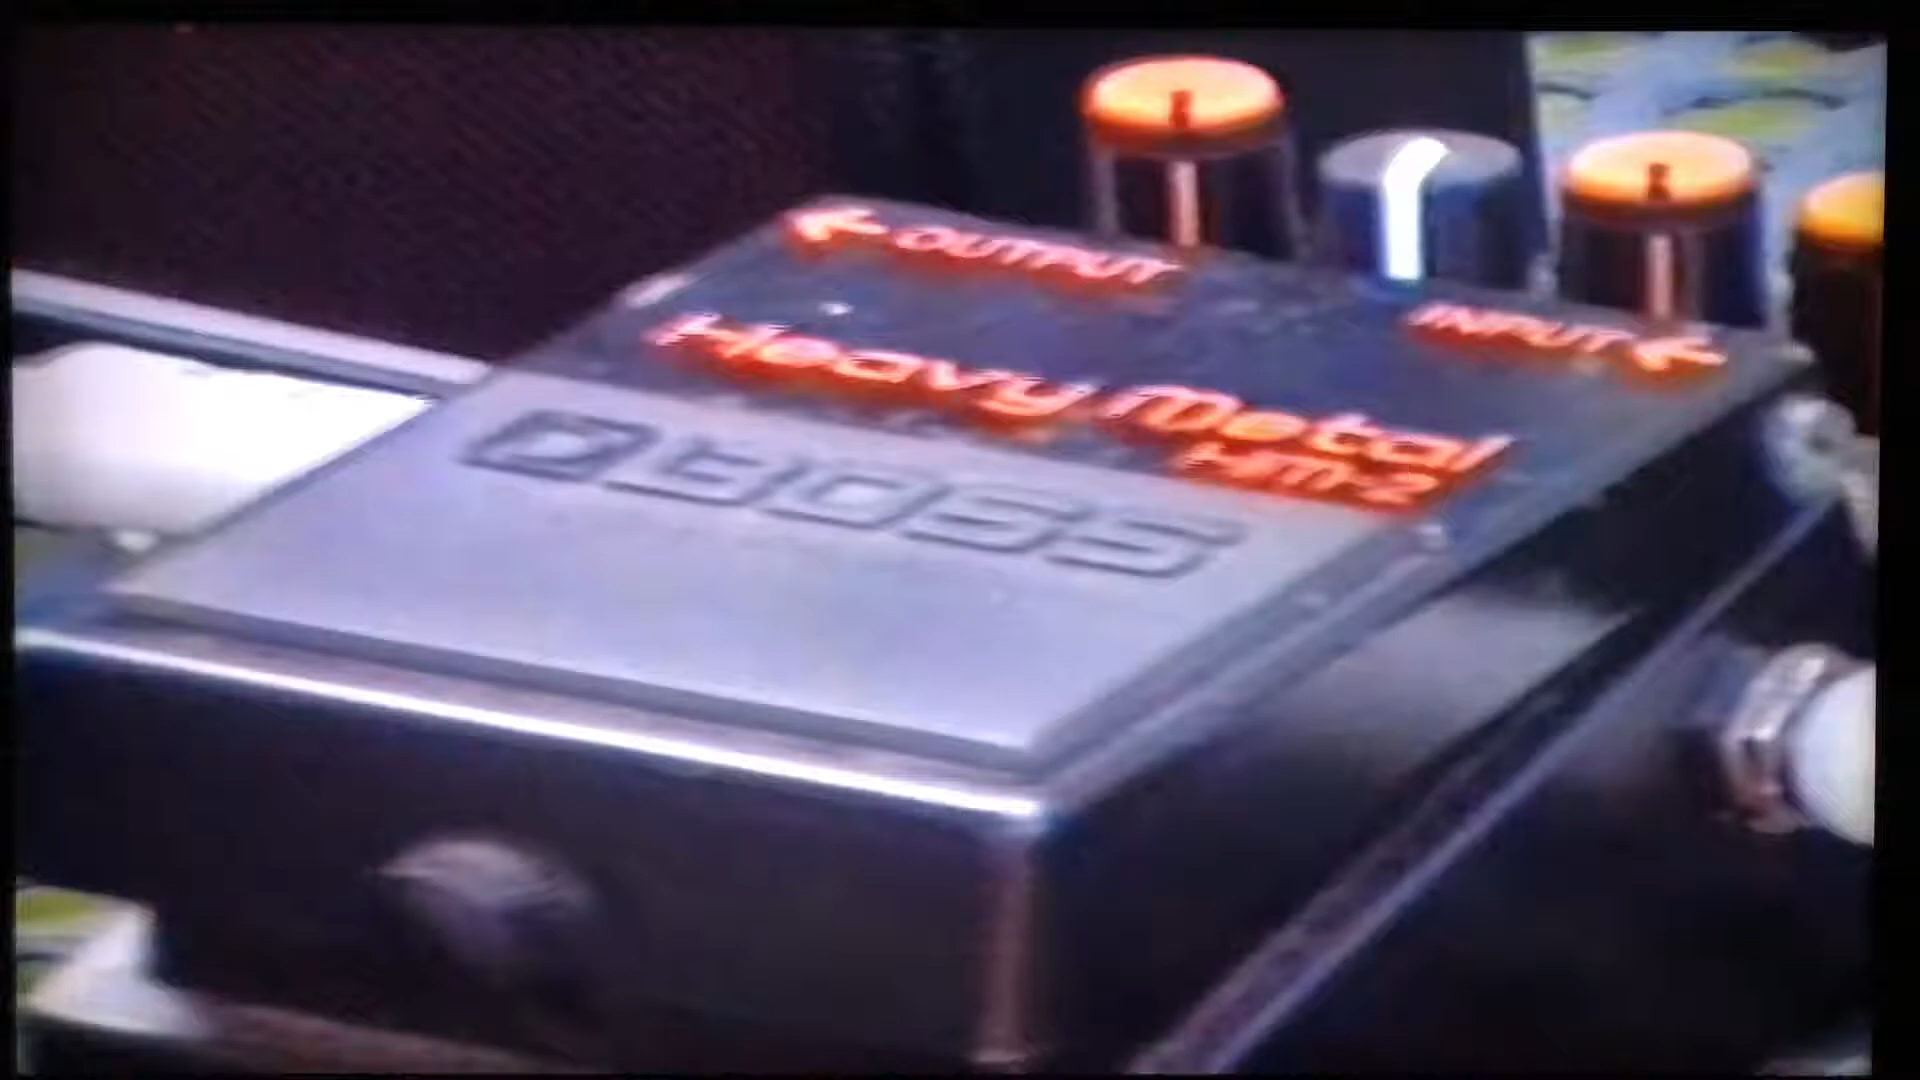 ← OUTPUT
INPUT ←
Heavy Metal
HM-2
BOSS